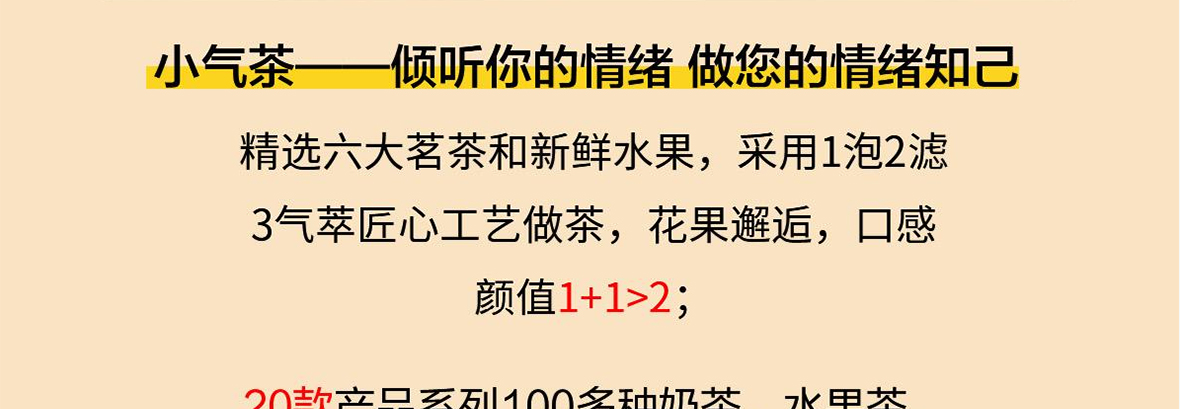 小气茶——倾听你的情绪 做您的情绪知己
精选六大茗茶和新鲜水果，采用1泡2滤
3气萃匠心工艺做茶，花果邂逅，口感
颜值1+1>2；
20款产品系列100多种奶茶、水果茶